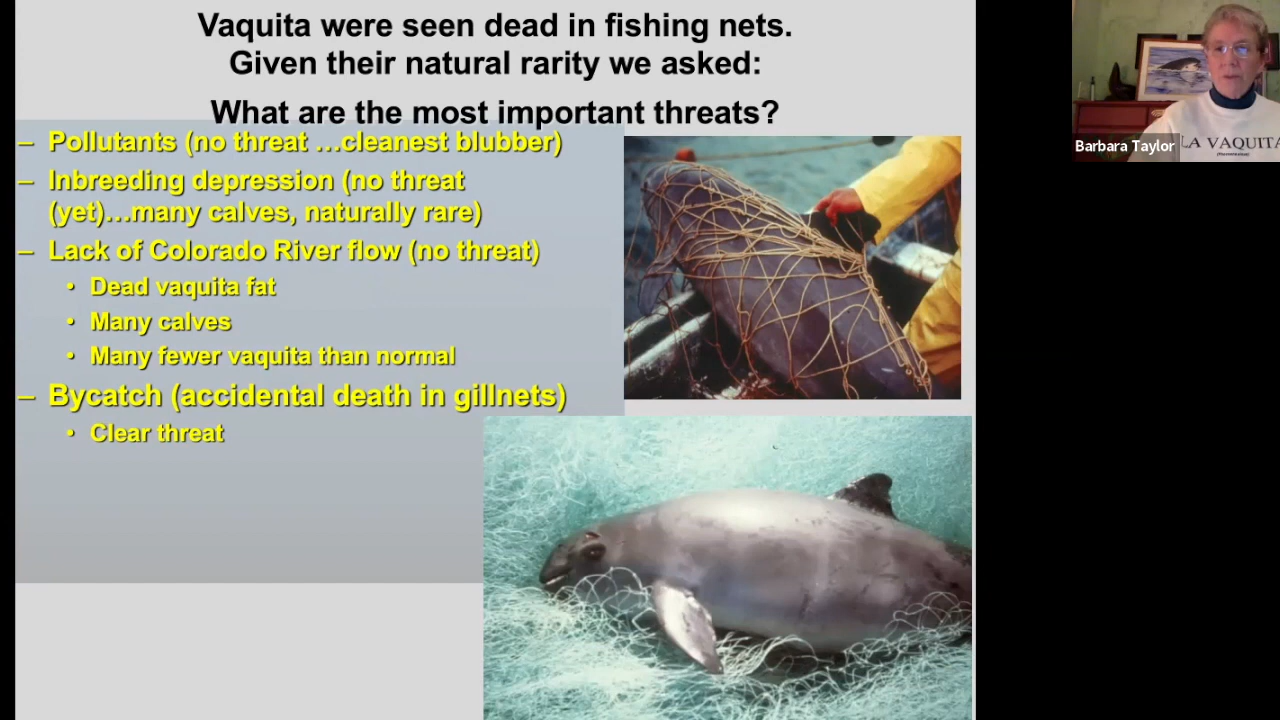 Vaquita were seen dead in fishing nets.
Given their natural rarity we asked:
What are the most important threats?
– Pollutants (no threat …cleanest blubber)
– Inbreeding depression (no threat
(yet)…many calves, naturally rare)
– Lack of Colorado River flow (no threat)
• Dead vaquita fat
• Many calves
• Many fewer vaquita than normal
– Bycatch (accidental death in gillnets)
• Clear threat
Barbara Taylor
LA VAQUITA